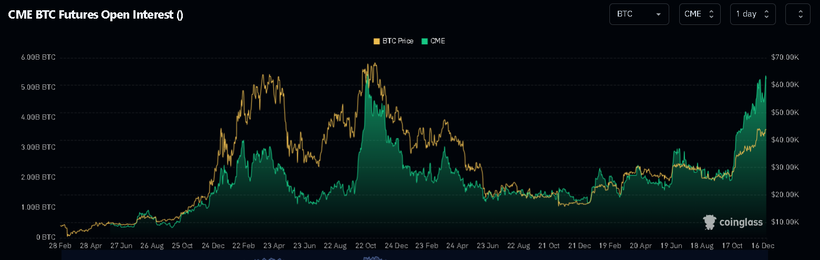 CME BTC Futures Open Interest ()
BTC CME 1 day
BTC Price CME
6.00B BTC
5.00B BTC
4.00B BTC
3.00B BTC
2.00B BTC
1.00B BTC
0 BTC
$70.00K
$60.00K
$50.00K
$40.00K
$30.00K
$20.00K
$10.00K
coinglass
28 Feb 28 Apr 27 Jun 26 Aug 25 Oct 24 Dec 22 Feb 23 Apr 23 Jun 22 Aug 22 Oct 24 Dec 23 Feb 24 Apr 23 Jun 22 Aug 21 Oct 21 Dec 19 Feb 20 Apr 19 Jun 18 Aug 17 Oct 16 Dec